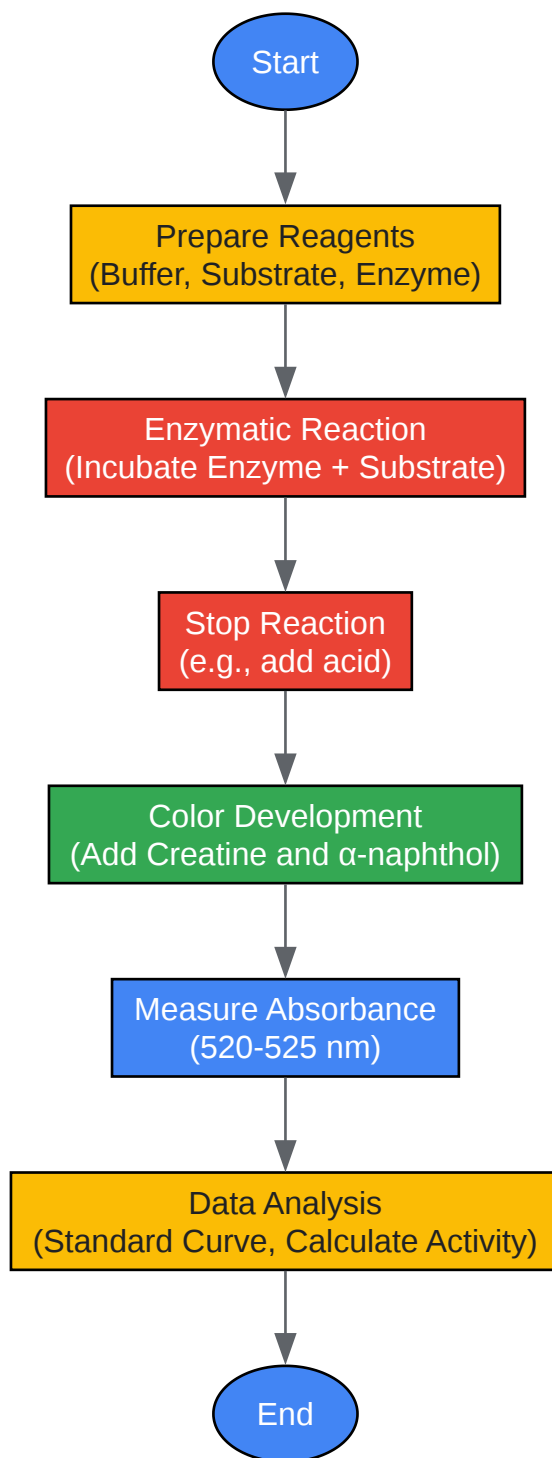 Start
Prepare Reagents
(Buffer, Substrate, Enzyme)
Enzymatic Reaction
(Incubate Enzyme + Substrate)
Stop Reaction
(e.g., add acid)
Color Development
(Add Creatine and α-naphthol)
Measure Absorbance
(520-525 nm)
Data Analysis
(Standard Curve, Calculate Activity)
End